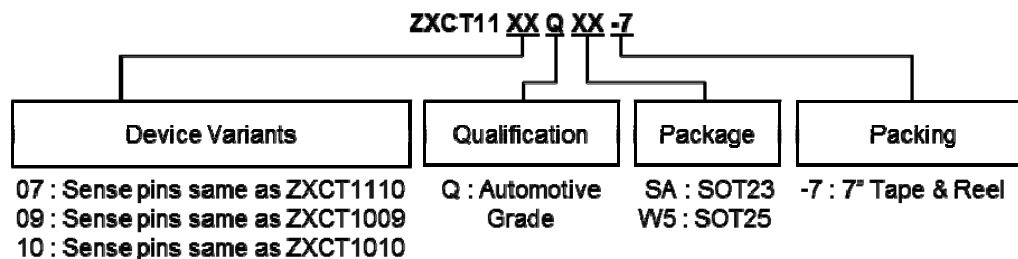 ZXCT11 XX Q XX -7
Device Variants
Qualification
Package
Packing
07 : Sense pins same as ZXCT1110
09 : Sense pins same as ZXCT1009
10 : Sense pins same as ZXCT1010
Q : Automotive
Grade
SA : SOT23
W5 : SOT25
-7 : 7" Tape & Reel